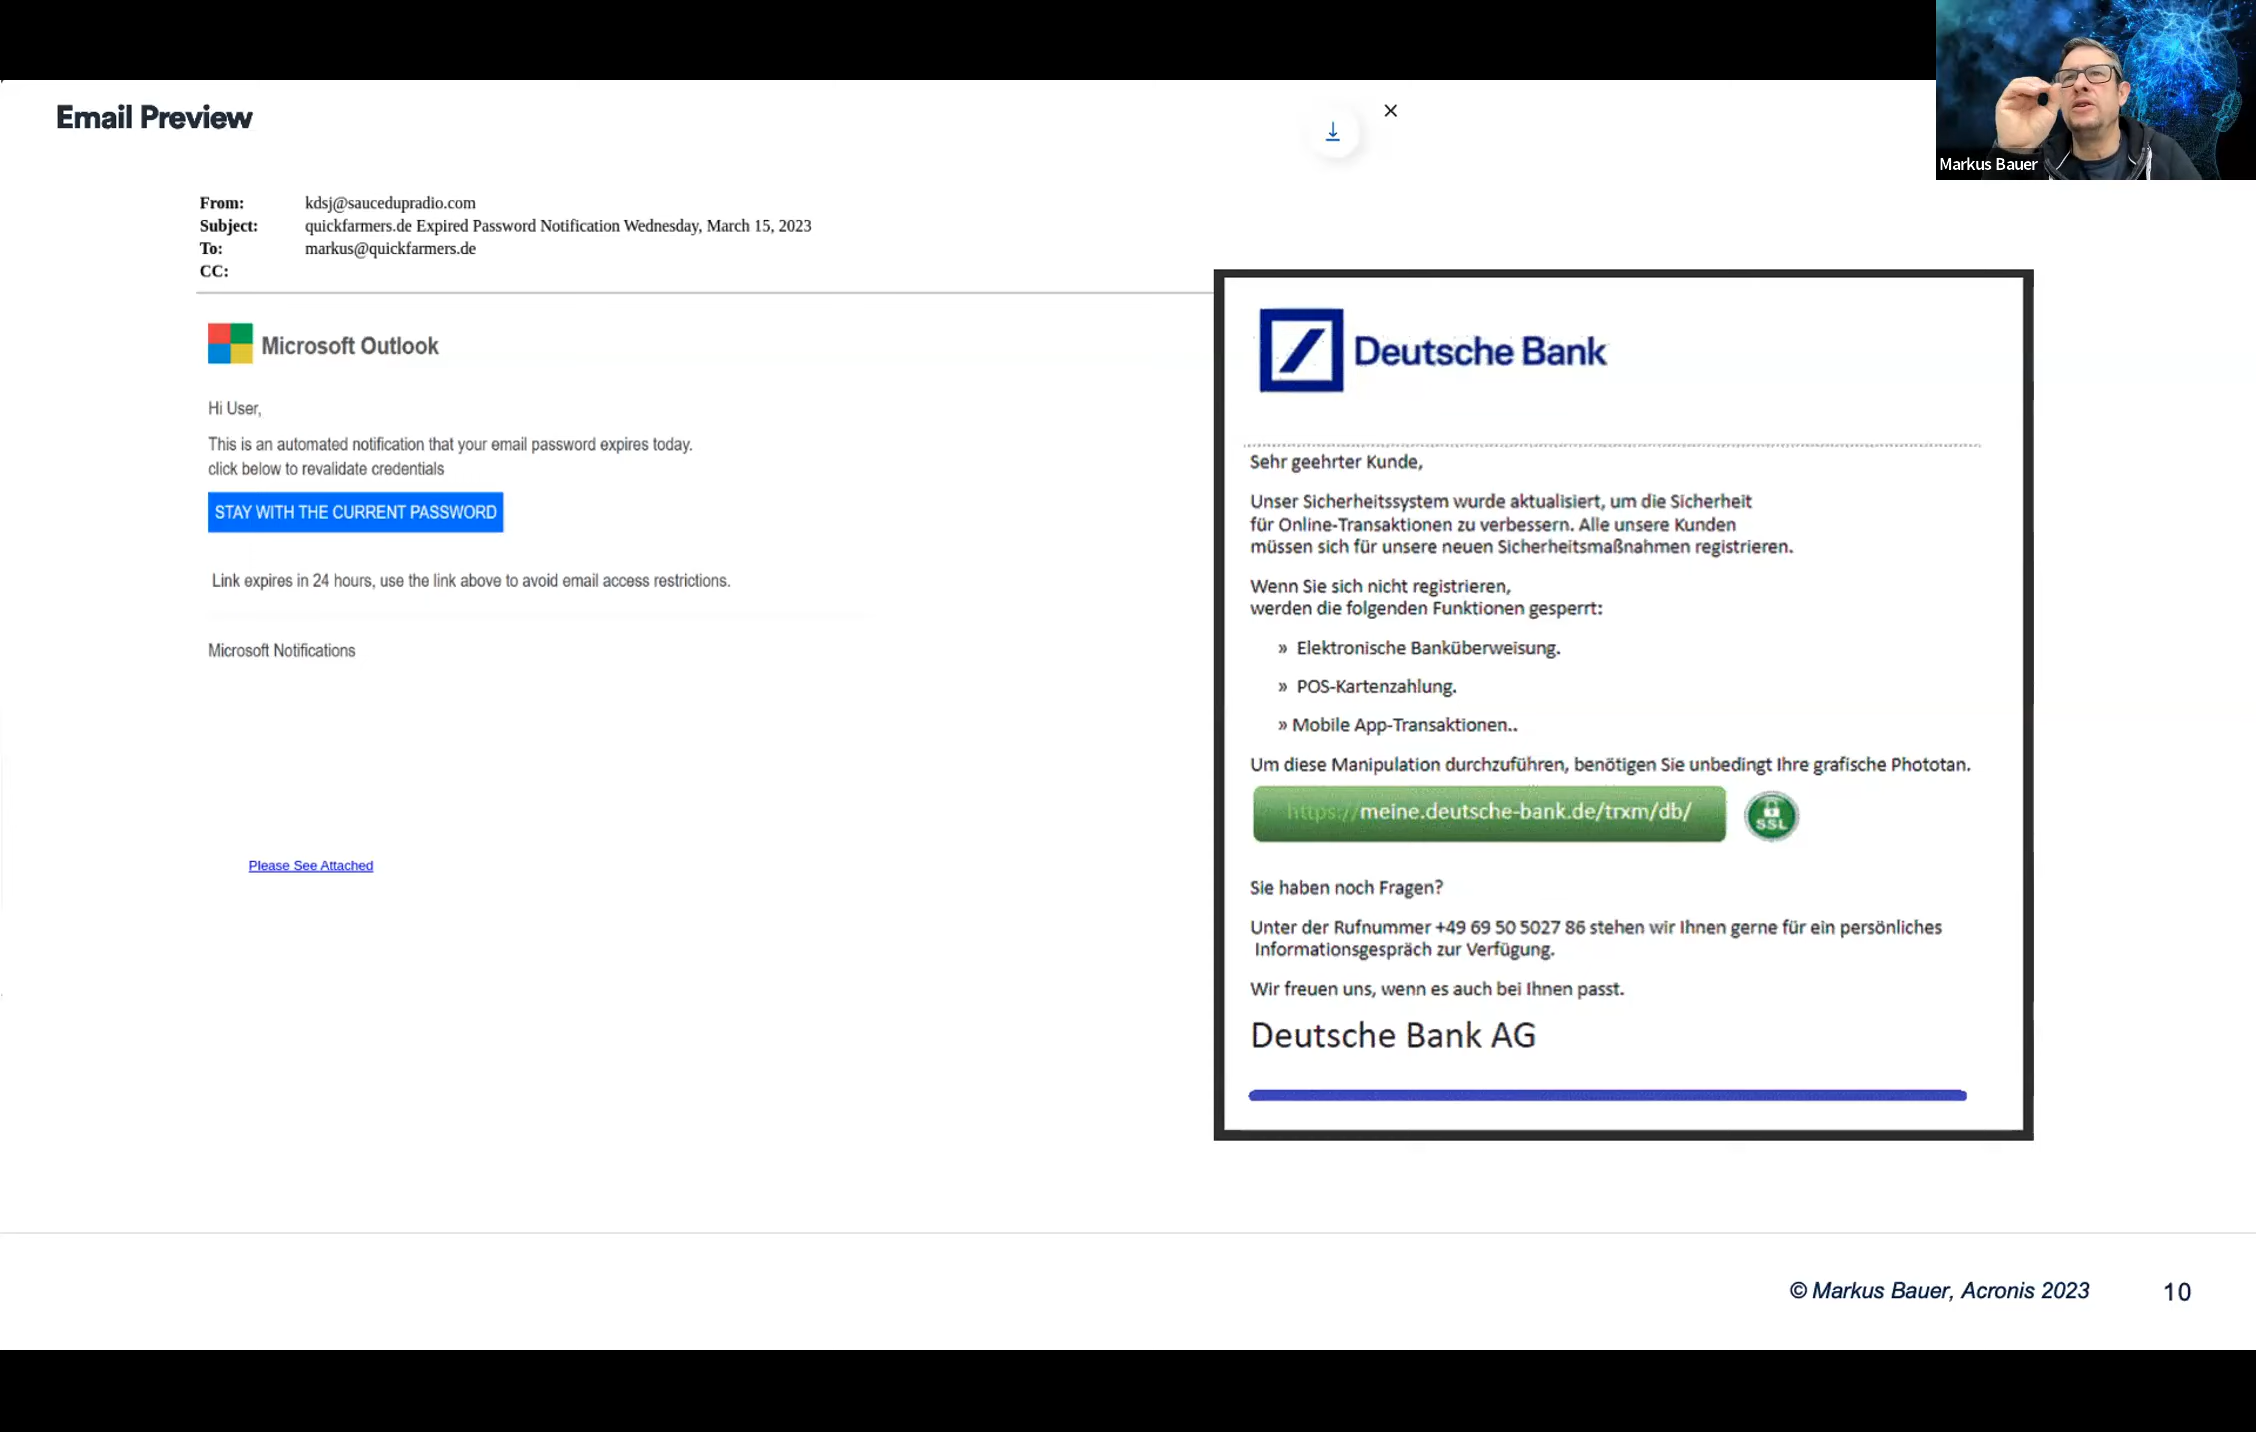 Email Preview
Markus Bauer
From: kdsj@saucedupradio.com
Subject: quickfarmers.de Expired Password Notification Wednesday, March 15, 2023
To: markus@quickfarmers.de
CC:
Microsoft Outlook
Hi User,
This is an automated notification that your email password expires today.
click below to revalidate credentials
STAY WITH THE CURRENT PASSWORD
Link expires in 24 hours, use the link above to avoid email access restrictions.
Microsoft Notifications
Please See Attached
Deutsche Bank
Sehr geehrter Kunde,
Unser Sicherheitssystem wurde aktualisiert, um die Sicherheit
für Online-Transaktionen zu verbessern. Alle unsere Kunden
müssen sich für unsere neuen Sicherheitsmaßnahmen registrieren.
Wenn Sie sich nicht registrieren,
werden die folgenden Funktionen gesperrt:
» Elektronische Banküberweisung.
» POS-Kartenzahlung.
» Mobile App-Transaktionen..
Um diese Manipulation durchzuführen, benötigen Sie unbedingt Ihre grafische Phototan.
https://meine.deutsche-bank.de/trxm/db/
SSL
Sie haben noch Fragen?
Unter der Rufnummer +49 69 50 5027 86 stehen wir Ihnen gerne für ein persönliches
Informationsgespräch zur Verfügung.
Wir freuen uns, wenn es auch bei Ihnen passt.
Deutsche Bank AG
© Markus Bauer, Acronis 2023
10